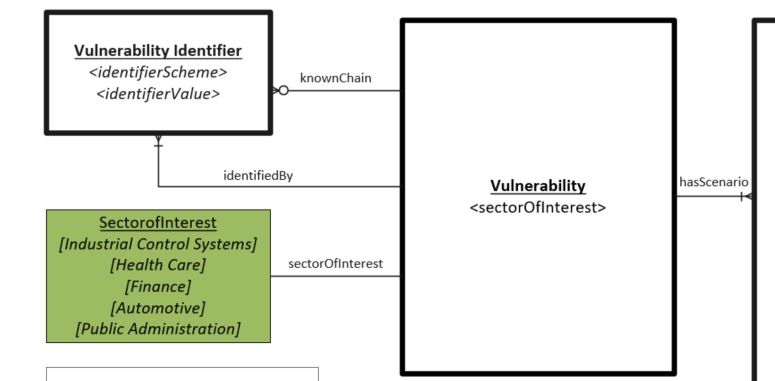 Vulnerability Identifier
<identifierScheme>
<identifierValue>
knownChain
identifiedBy
SectorofInterest
[Industrial Control Systems]
[Health Care]
[Finance]
[Automotive]
[Public Administration]
sectorOfInterest
Vulnerability
<sectorOfInterest>
hasScenario